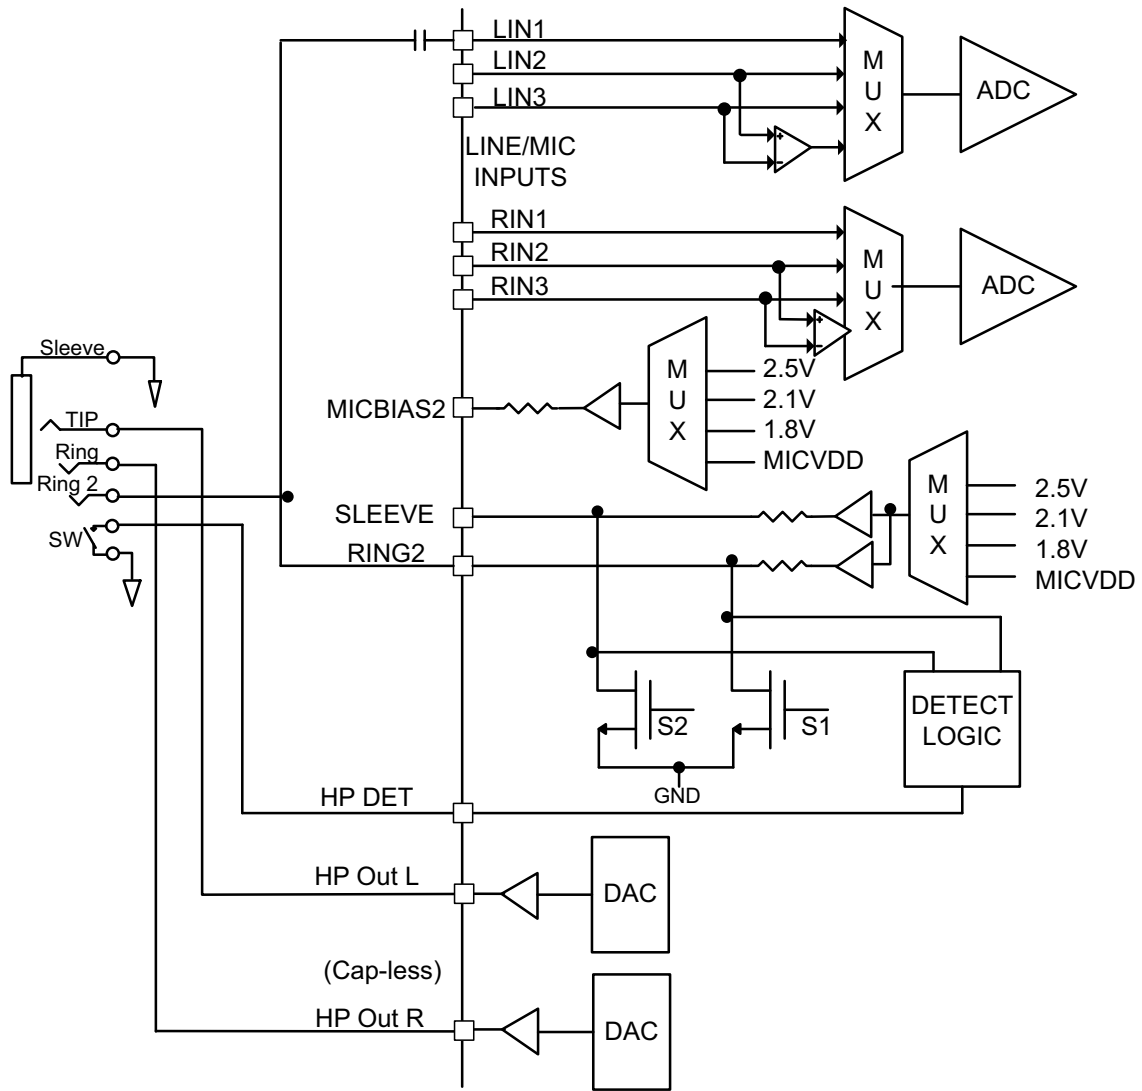 LIN1
LIN2
LIN3
LINE/MIC
INPUTS
+
−
M
U
X
ADC
RIN1
RIN2
RIN3
+
−
M
U
X
ADC
Sleeve
TIP
Ring
Ring 2
SW
MICBIAS2
M
U
X
2.5V
2.1V
1.8V
MICVDD
SLEEVE
RING2
M
U
X
2.5V
2.1V
1.8V
MICVDD
S2
S1
GND
DETECT
LOGIC
HP DET
HP Out L
DAC
(Cap-less)
HP Out R
DAC